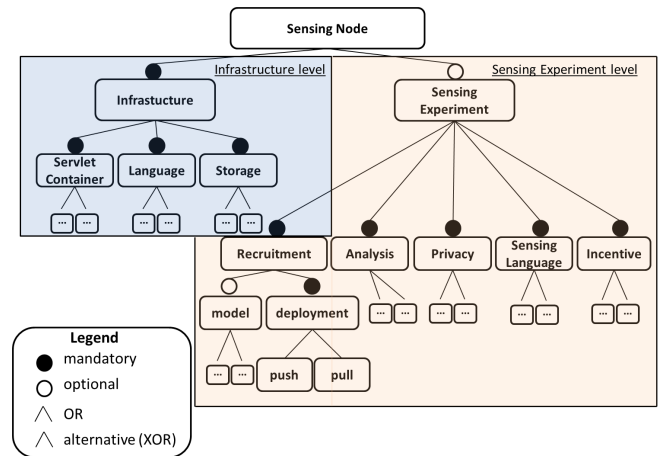 Sensing Node
Infrastructure level
Sensing Experiment level
Infrastucture
Sensing
Experiment
Servlet
Container
Language
Storage
... ...
... ...
... ...
Recruitment
Analysis
Privacy
Sensing
Language
Incentive
model
deployment
... ...
... ...
... ...
... ...
... ...
push
pull
Legend
mandatory
optional
OR
alternative (XOR)